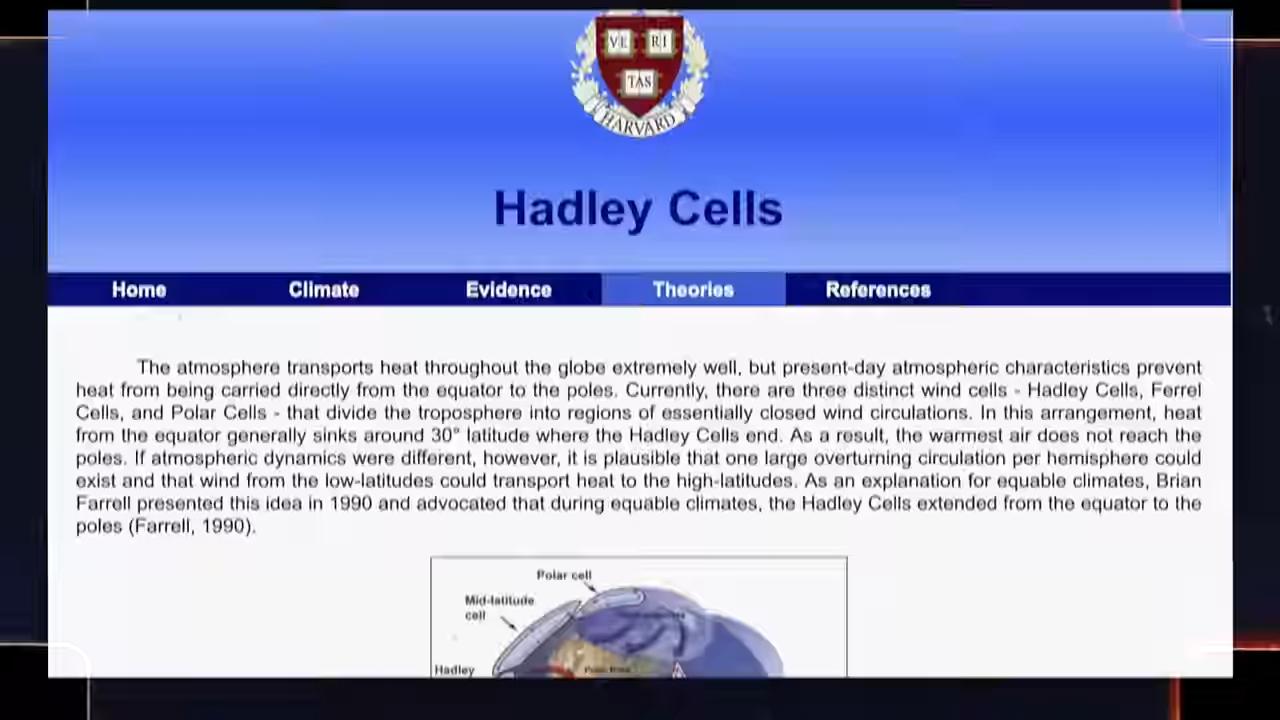 VE RI
TAS
HARVARD
Hadley Cells
Home Climate Evidence Theories References
The atmosphere transports heat throughout the globe extremely well, but present-day atmospheric characteristics prevent
heat from being carried directly from the equator to the poles. Currently, there are three distinct wind cells - Hadley Cells, Ferrel
Cells, and Polar Cells - that divide the troposphere into regions of essentially closed wind circulations. In this arrangement, heat
from the equator generally sinks around 30° latitude where the Hadley Cells end. As a result, the warmest air does not reach the
poles. If atmospheric dynamics were different, however, it is plausible that one large overturning circulation per hemisphere could
exist and that wind from the low-latitudes could transport heat to the high-latitudes. As an explanation for equable climates, Brian
Farrell presented this idea in 1990 and advocated that during equable climates, the Hadley Cells extended from the equator to the
poles (Farrell, 1990).
Polar cell
Mid-latitude
cell
Hadley